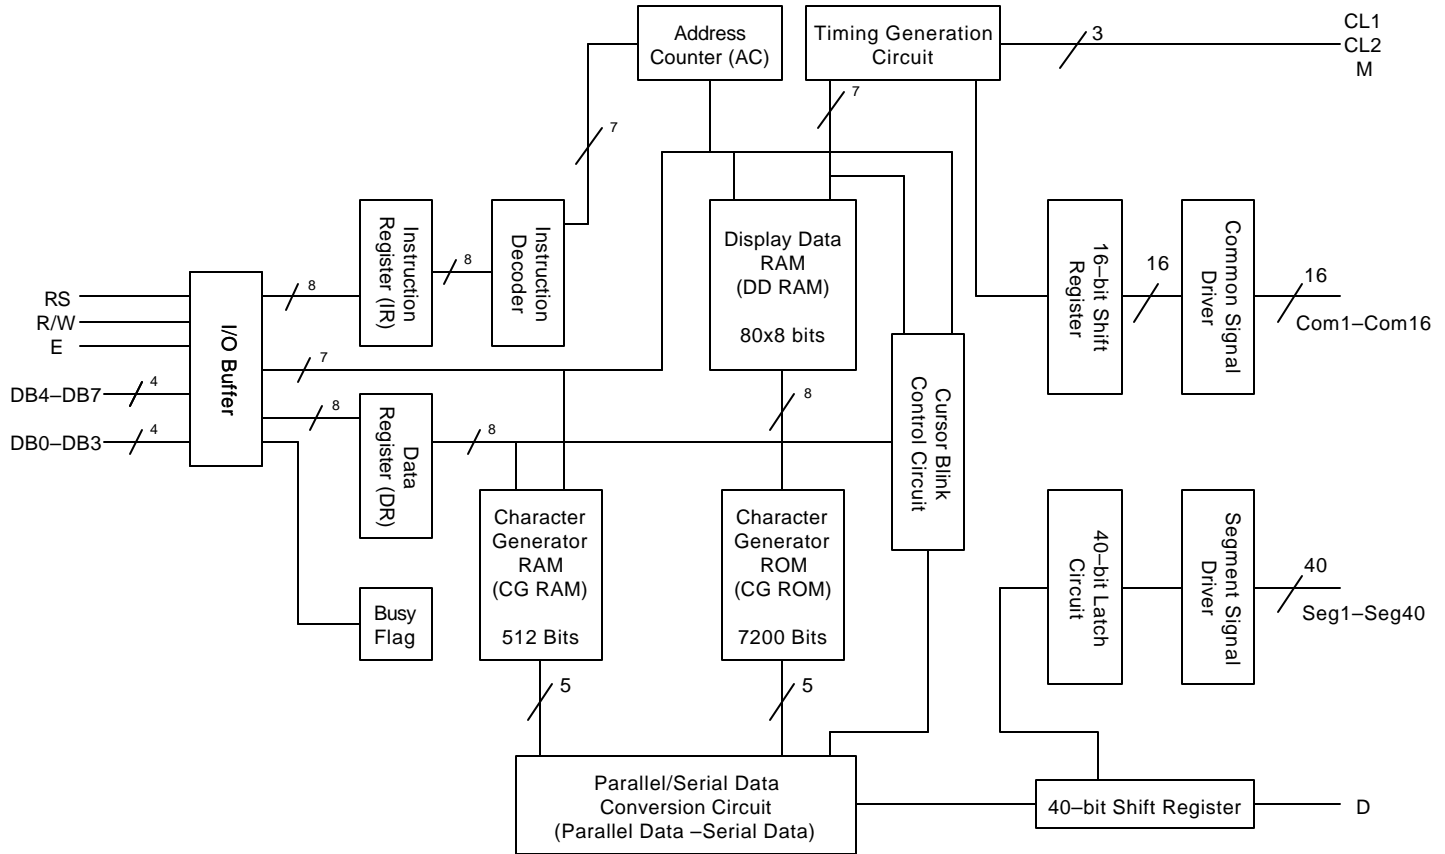 Address
Counter (AC)
Timing Generation
Circuit
3
CL1
CL2
M
7
7
Instruction
Register (IR)
8
Instruction
Decoder
Display Data
RAM
(DD RAM)
80x8 bits
16–bit Shift
Register
16
Common Signal
Driver
16
Com1–Com16
RS
R/W
E
DB4–DB7
4
DB0–DB3
4
I/O Buffer
8
7
8
Data
Register (DR)
8
8
Cursor Blink
Control Circuit
Character
Generator
RAM
(CG RAM)
512 Bits
Character
Generator
ROM
(CG ROM)
7200 Bits
40–bit Latch
Circuit
Segment Signal
Driver
40
Seg1–Seg40
Busy
Flag
5
5
Parallel/Serial Data
Conversion Circuit
(Parallel Data –Serial Data)
40–bit Shift Register
D